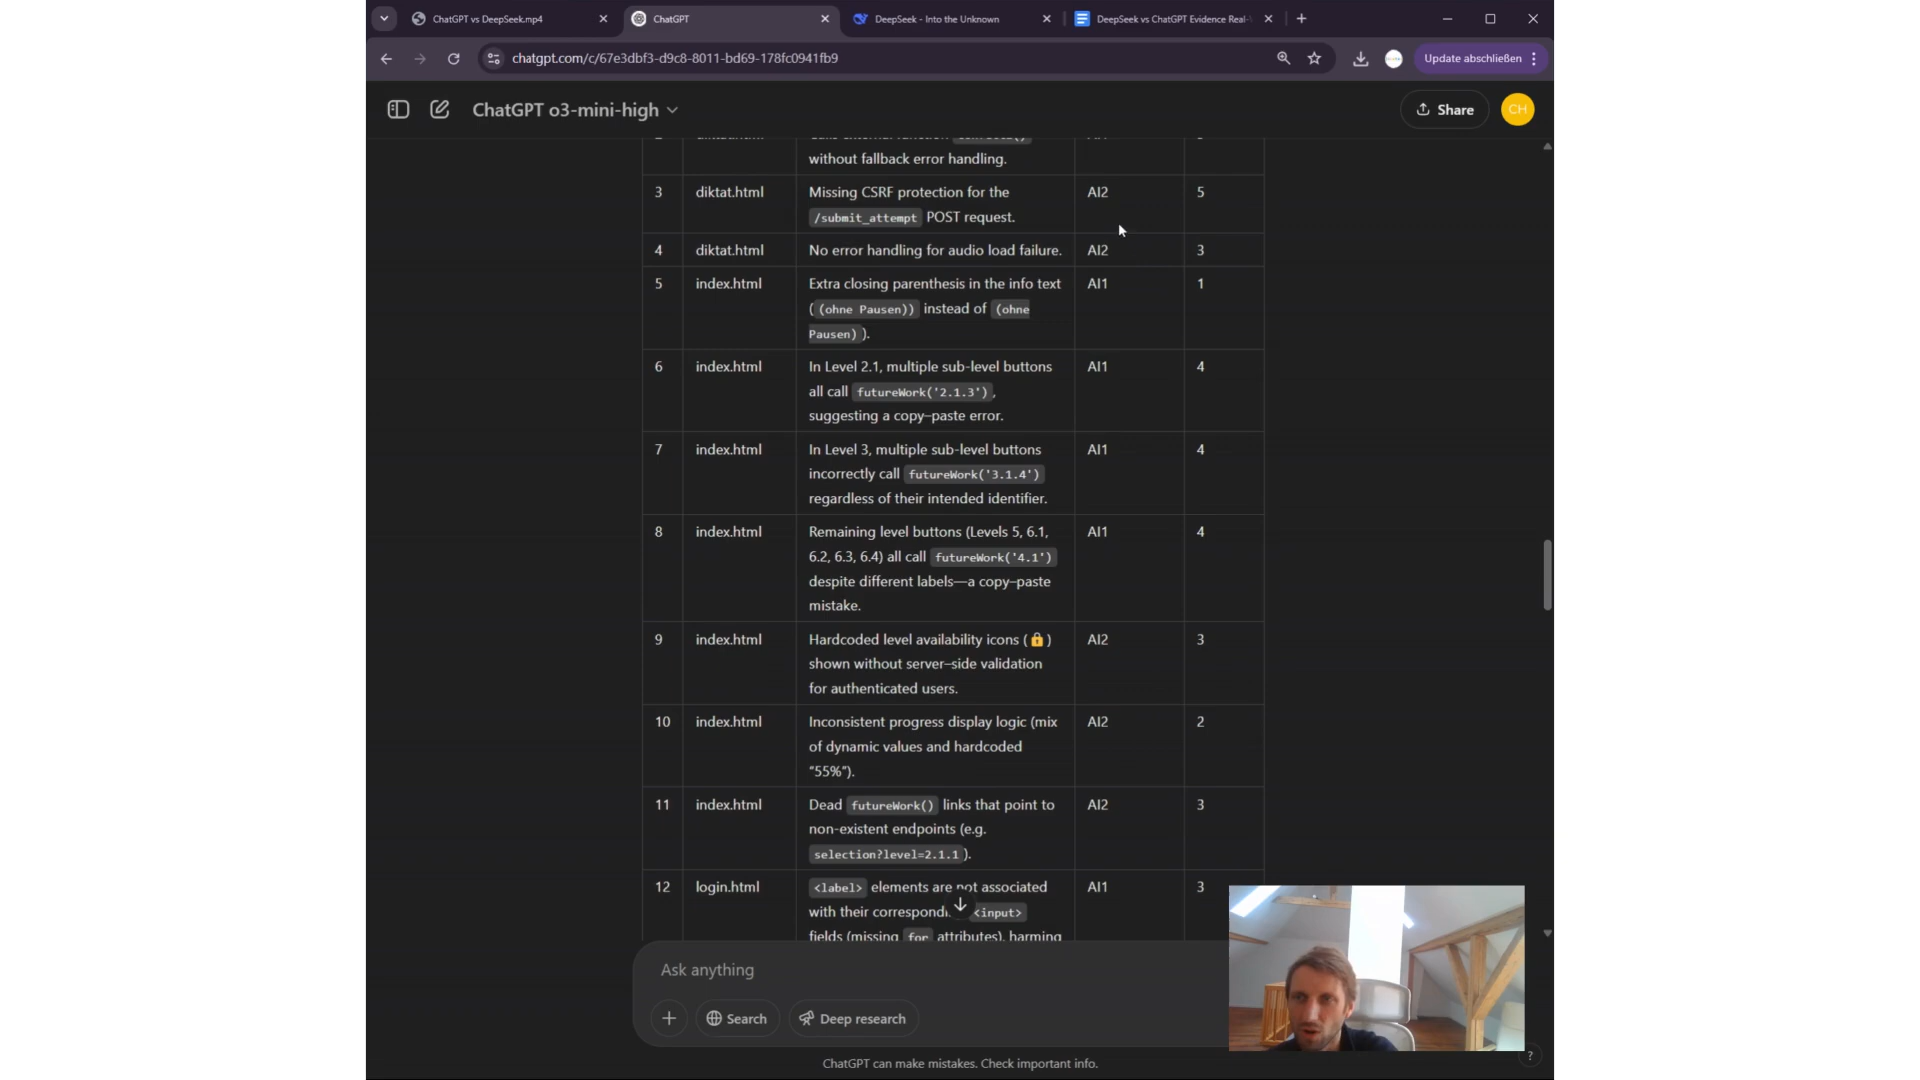 ChatGPT vs DeepSeek.mp4
ChatGPT
DeepSeek - Into the Unknown
DeepSeek vs ChatGPT Evidence Real-
chatgpt.com/c/67e3dbf3-d9c8-8011-bd69-178fc0941fb9
Update abschließen
ChatGPT o3-mini-high
Share
CH
without fallback error handling.
3 diktat.html Missing CSRF protection for the AI2 5
/submit_attempt POST request.
4 diktat.html No error handling for audio load failure. AI2 3
5 index.html Extra closing parenthesis in the info text AI1 1
( (ohne Pausen)) instead of (ohne
Pausen) ).
6 index.html In Level 2.1, multiple sub-level buttons AI1 4
all call futureWork('2.1.3') ,
suggesting a copy–paste error.
7 index.html In Level 3, multiple sub-level buttons AI1 4
incorrectly call futureWork('3.1.4')
regardless of their intended identifier.
8 index.html Remaining level buttons (Levels 5, 6.1, AI1 4
6.2, 6.3, 6.4) all call futureWork('4.1')
despite different labels—a copy–paste
mistake.
9 index.html Hardcoded level availability icons (🔒) AI2 3
shown without server–side validation
for authenticated users.
10 index.html Inconsistent progress display logic (mix AI2 2
of dynamic values and hardcoded
“55%”).
11 index.html Dead futureWork() links that point to AI2 3
non-existent endpoints (e.g.
selection?level=2.1.1 ).
12 login.html <label> elements are not associated AI1 3
with their <input>
fields (missing for attributes), harming
Ask anything
Search
Deep research
ChatGPT can make mistakes. Check important info.
?